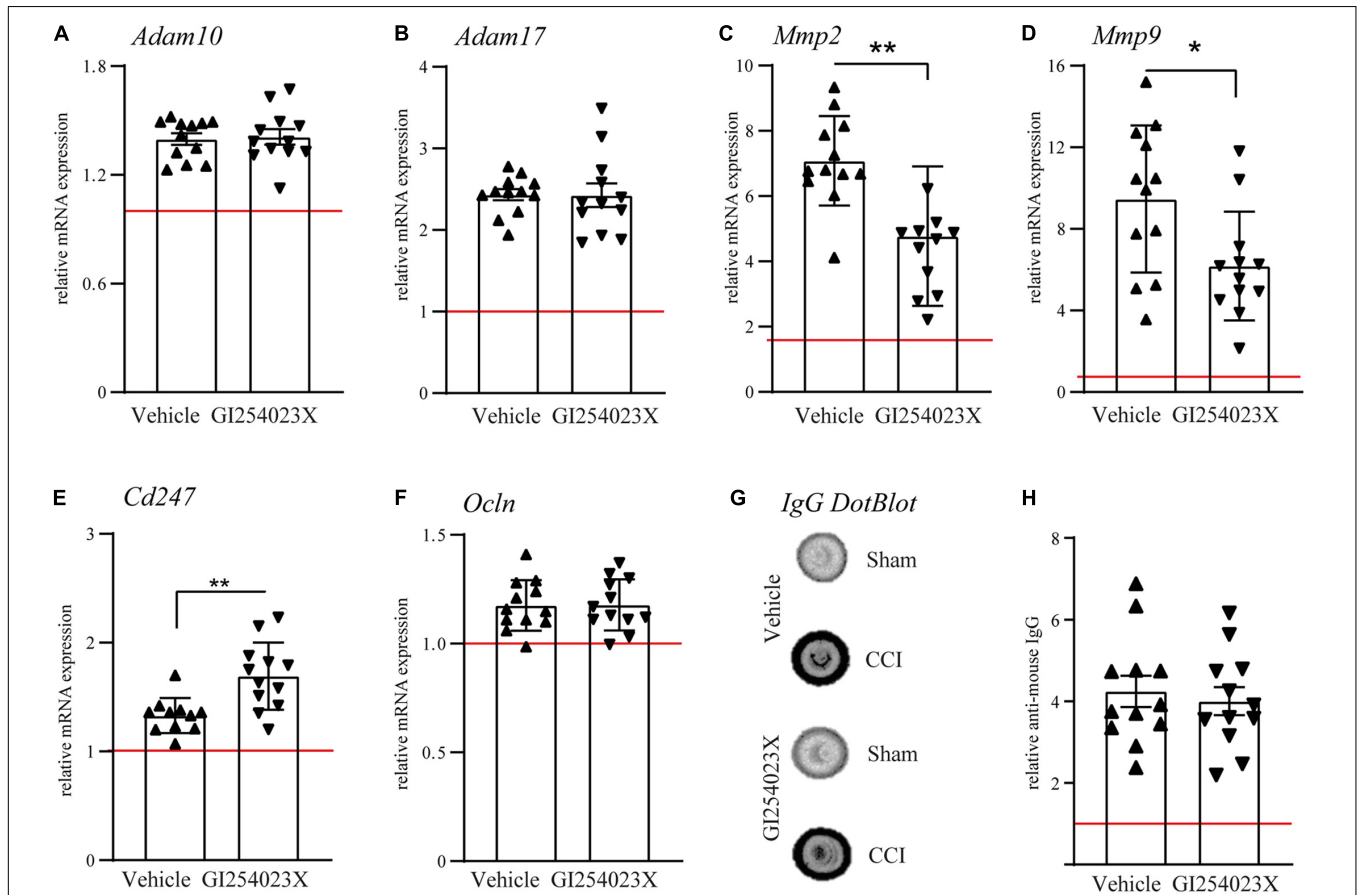 A Adam10
relative mRNA expression
1.8
1.2
0.6
0
Vehicle GI254023X
B Adam17
relative mRNA expression
4
3
2
1
0
Vehicle GI254023X
C Mmp2
**
relative mRNA expression
10
8
6
4
2
0
Vehicle GI254023X
D Mmp9
*
relative mRNA expression
16
12
8
4
0
Vehicle GI254023X
E Cd247
**
relative mRNA expression
3
2
1
0
Vehicle GI254023X
F Ocln
relative mRNA expression
1.5
1.0
0.5
0
Vehicle GI254023X
G IgG DotBlot
Vehicle
Sham
CCI
GI254023X
Sham
CCI
H
relative anti-mouse IgG
8
6
4
2
Vehicle GI254023X